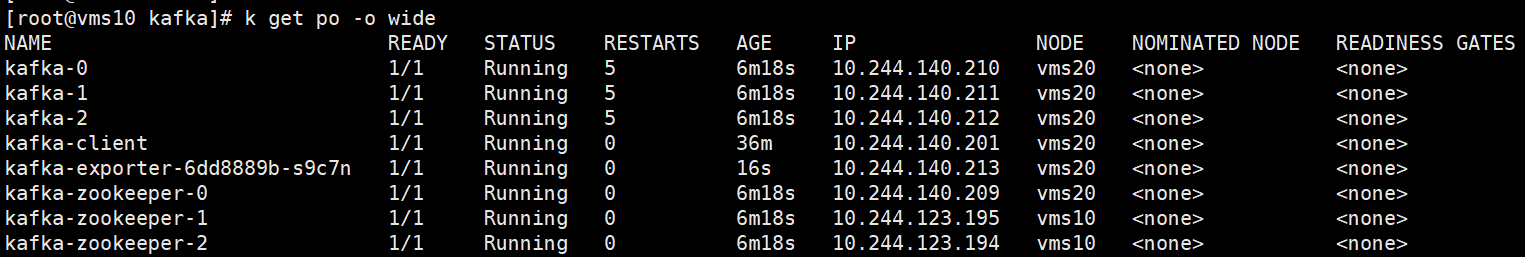 [root@vms10 kafka]# k get po -o wide
NAME READY STATUS RESTARTS AGE IP NODE NOMINATED NODE READINESS GATES
kafka-0 1/1 Running 5 6m18s 10.244.140.210 vms20 <none> <none>
kafka-1 1/1 Running 5 6m18s 10.244.140.211 vms20 <none> <none>
kafka-2 1/1 Running 5 6m18s 10.244.140.212 vms20 <none> <none>
kafka-client 1/1 Running 0 36m 10.244.140.201 vms20 <none> <none>
kafka-exporter-6dd8889b-s9c7n 1/1 Running 0 16s 10.244.140.213 vms20 <none> <none>
kafka-zookeeper-0 1/1 Running 0 6m18s 10.244.140.209 vms20 <none> <none>
kafka-zookeeper-1 1/1 Running 0 6m18s 10.244.123.195 vms10 <none> <none>
kafka-zookeeper-2 1/1 Running 0 6m18s 10.244.123.194 vms10 <none> <none>